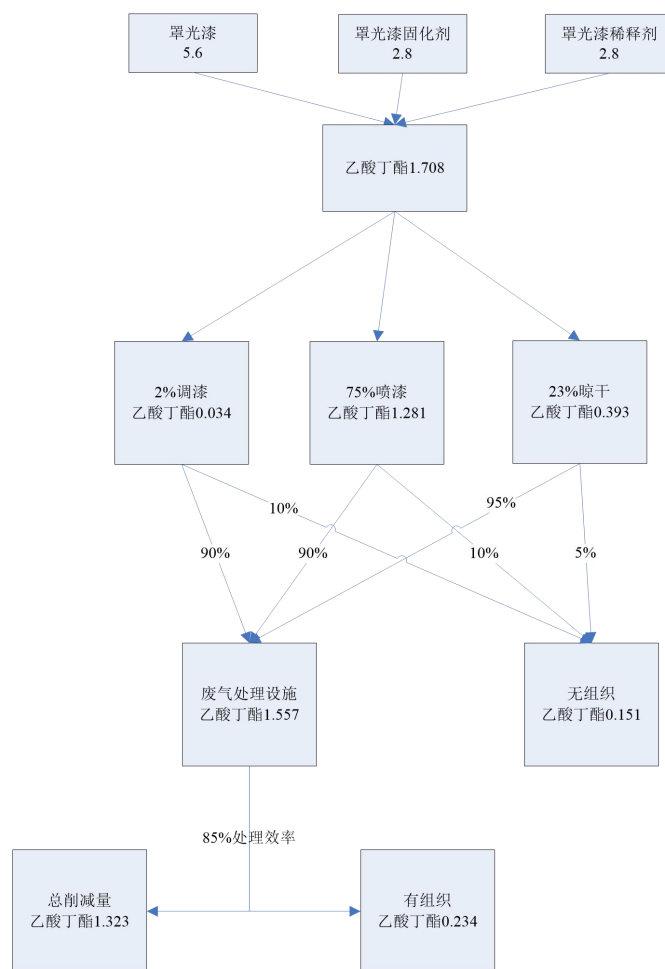 罩光漆
5.6
罩光漆固化剂
2.8
罩光漆稀释剂
2.8
乙酸丁酯1.708
2%调漆
乙酸丁酯0.034
75%喷漆
乙酸丁酯1.281
23%晾干
乙酸丁酯0.393
10%
95%
90%
90%
10%
5%
废气处理设施
乙酸丁酯1.557
无组织
乙酸丁酯0.151
85%处理效率
总削减量
乙酸丁酯1.323
有组织
乙酸丁酯0.234